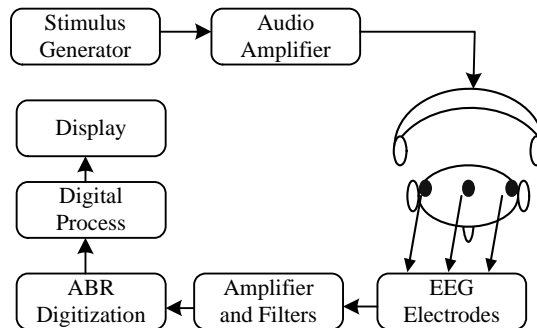 Stimulus
Generator
Audio
Amplifier
Display
Digital
Process
ABR
Digitization
Amplifier
and Filters
EEG
Electrodes